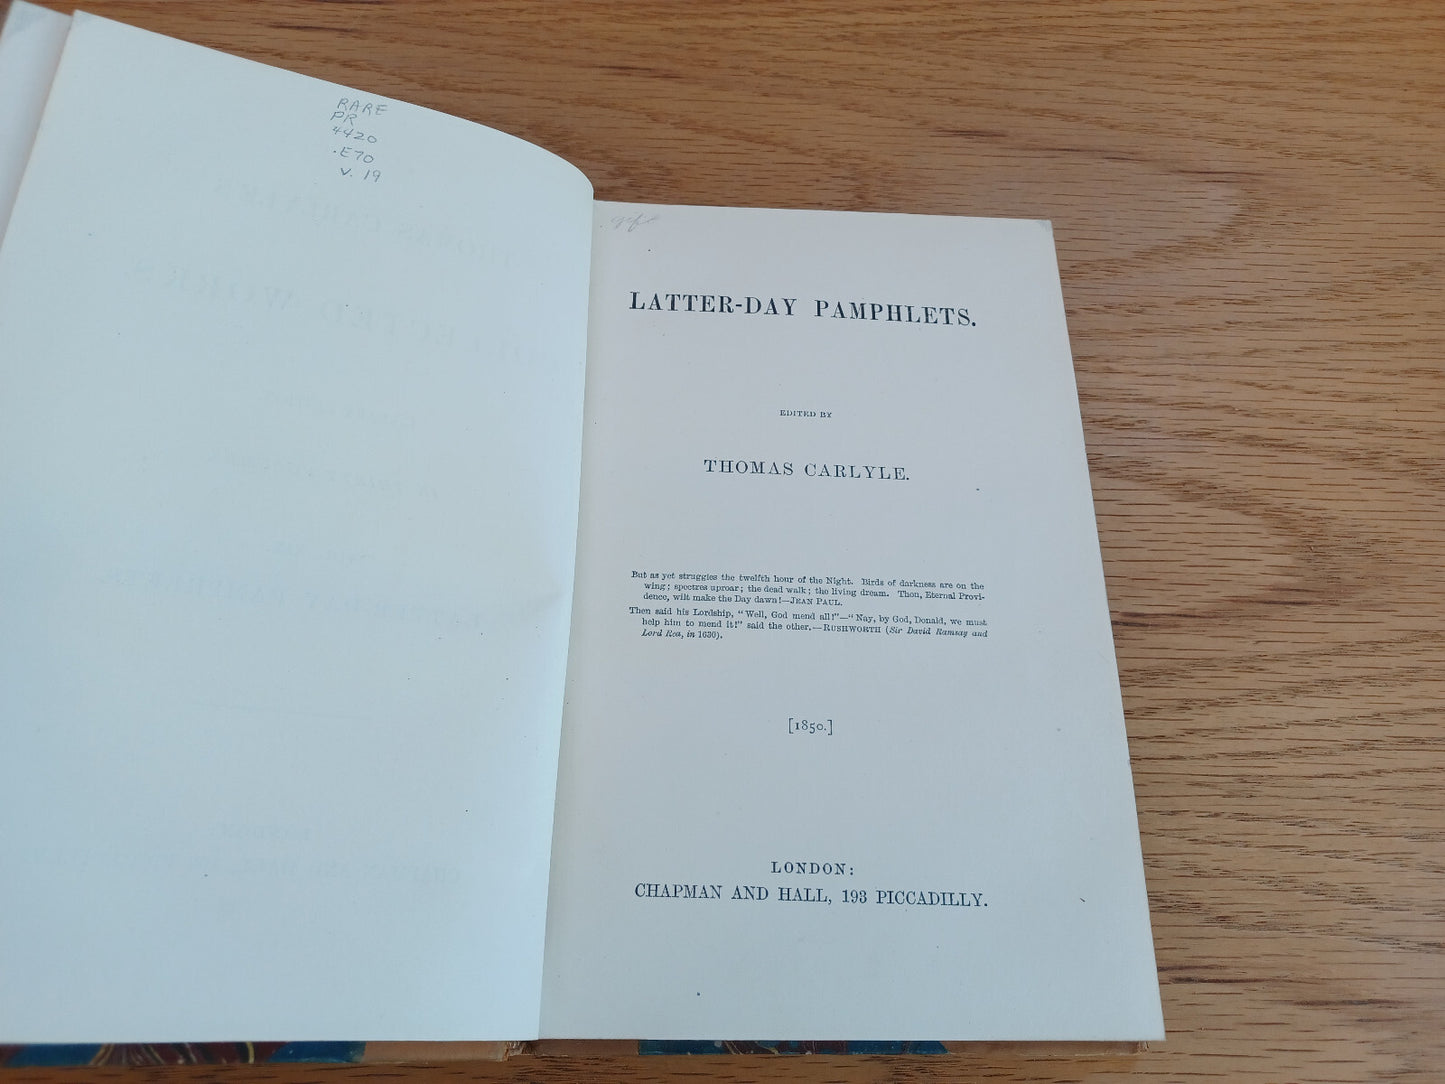 RARE
PR
4420
.E70
v. 19
LATTER-DAY PAMPHLETS.
EDITED BY
THOMAS CARLYLE.
But as yet struggles the twelfth hour of the Night. Birds of darkness are on the
wing; spectres uproar; the dead walk; the living dream. Thou, Eternal Provi-
dence, wilt make the Day dawn!—JEAN PAUL.
Then said his Lordship, "Well, God mend all!"—"Nay, by God, Donald, we must
help him to mend it!" said the other.—RUSHWORTH (Sir David Ramsay and
Lord Rea, in 1630).
[1850.]
LONDON:
CHAPMAN AND HALL, 193 PICCADILLY.